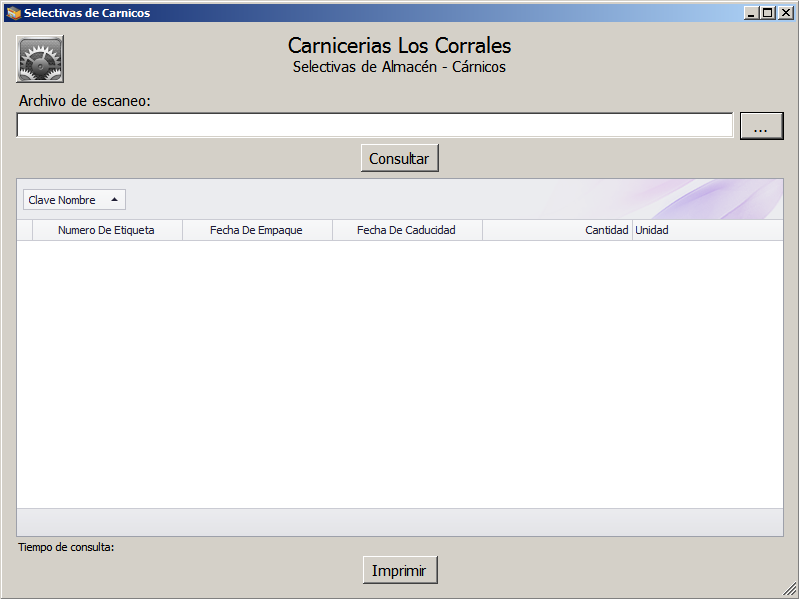 Selectivas de Carnicos
Carnicerias Los Corrales
Selectivas de Almacén - Cárnicos
Archivo de escaneo:
...
Consultar
Clave Nombre
Numero De Etiqueta Fecha De Empaque Fecha De Caducidad Cantidad Unidad
Tiempo de consulta:
Imprimir